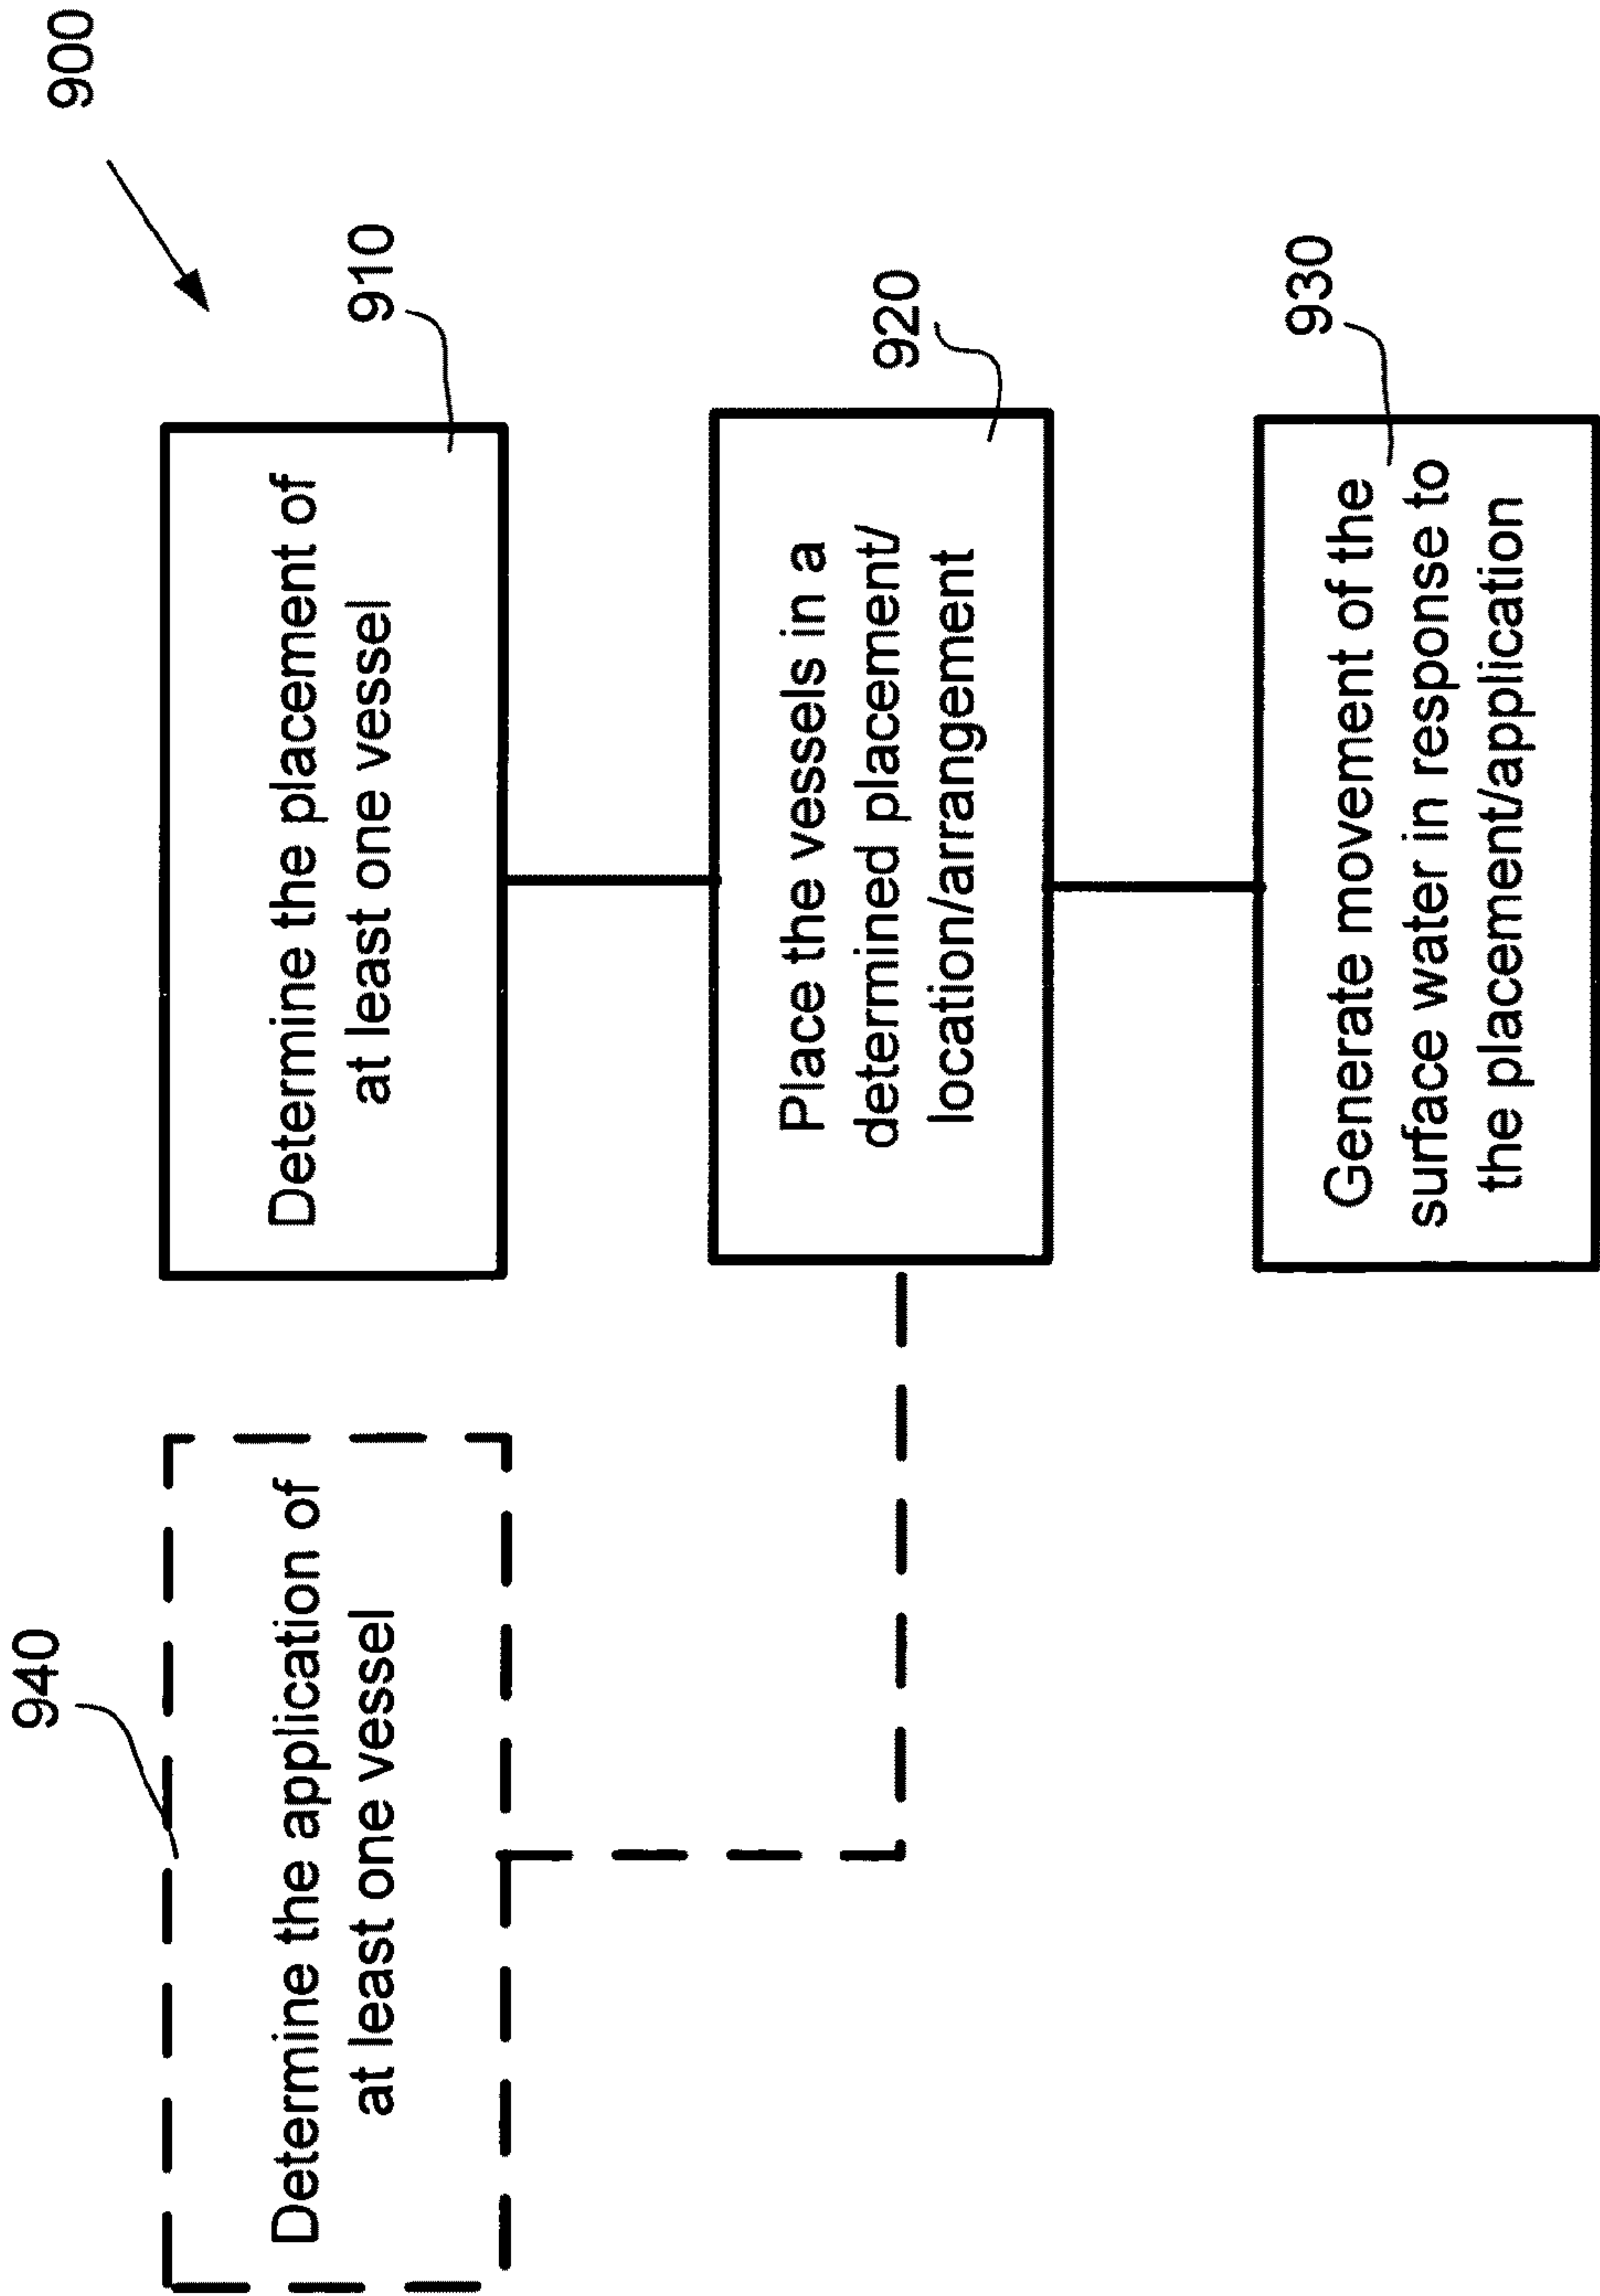 900
940
Determine the application of
at least one vessel
910
Determine the placement of
at least one vessel
920
Place the vessels in a
determined placement/
location/arrangement
930
Generate movement of the
surface water in response to
the placement/application